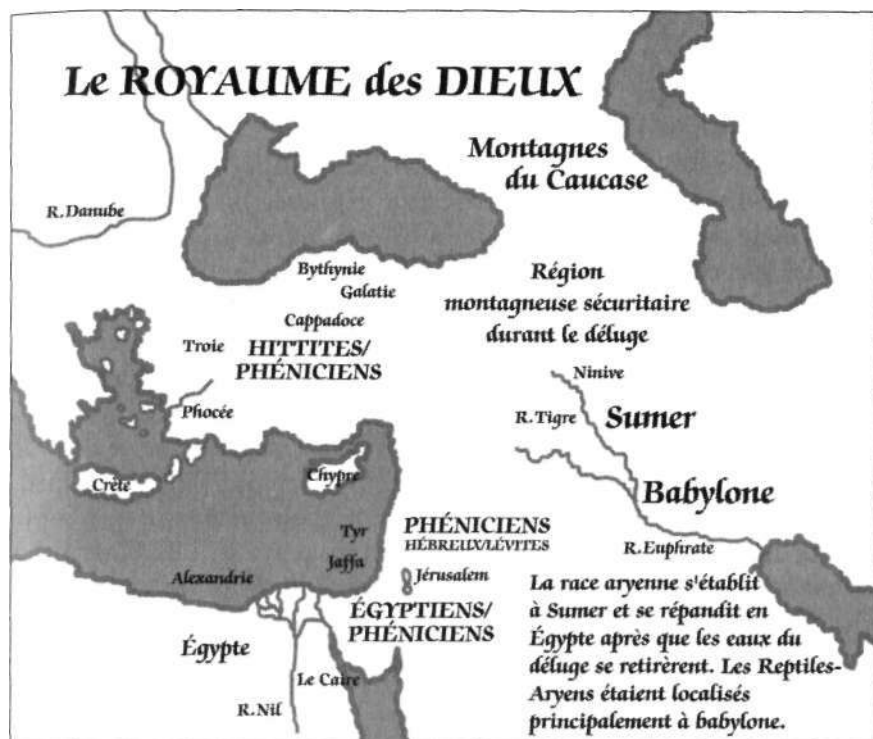 Le ROYAUME des DIEUX
Montagnes
du Caucase
R. Danube
Bythynie
Galatie
Région
montagneuse sécuritaire
durant le déluge
Cappadoce
Troie
HITTITES/
PHÉNICIENS
Ninive
Phocée
R. Tigre
Sumer
Crète
Chypre
Babylone
Tyr
PHÉNICIENS
HÉBREUX/LÉVITES
R. Euphrate
Jaffa
Jérusalem
Alexandrie
ÉGYPTIENS/
PHÉNICIENS
Égypte
Le Caire
R. Nil
La race aryenne s'établit
à Sumer et se répandit en
Égypte après que les eaux du
déluge se retirèrent. Les Reptiles-
Aryens étaient localisés
principalement à babylone.